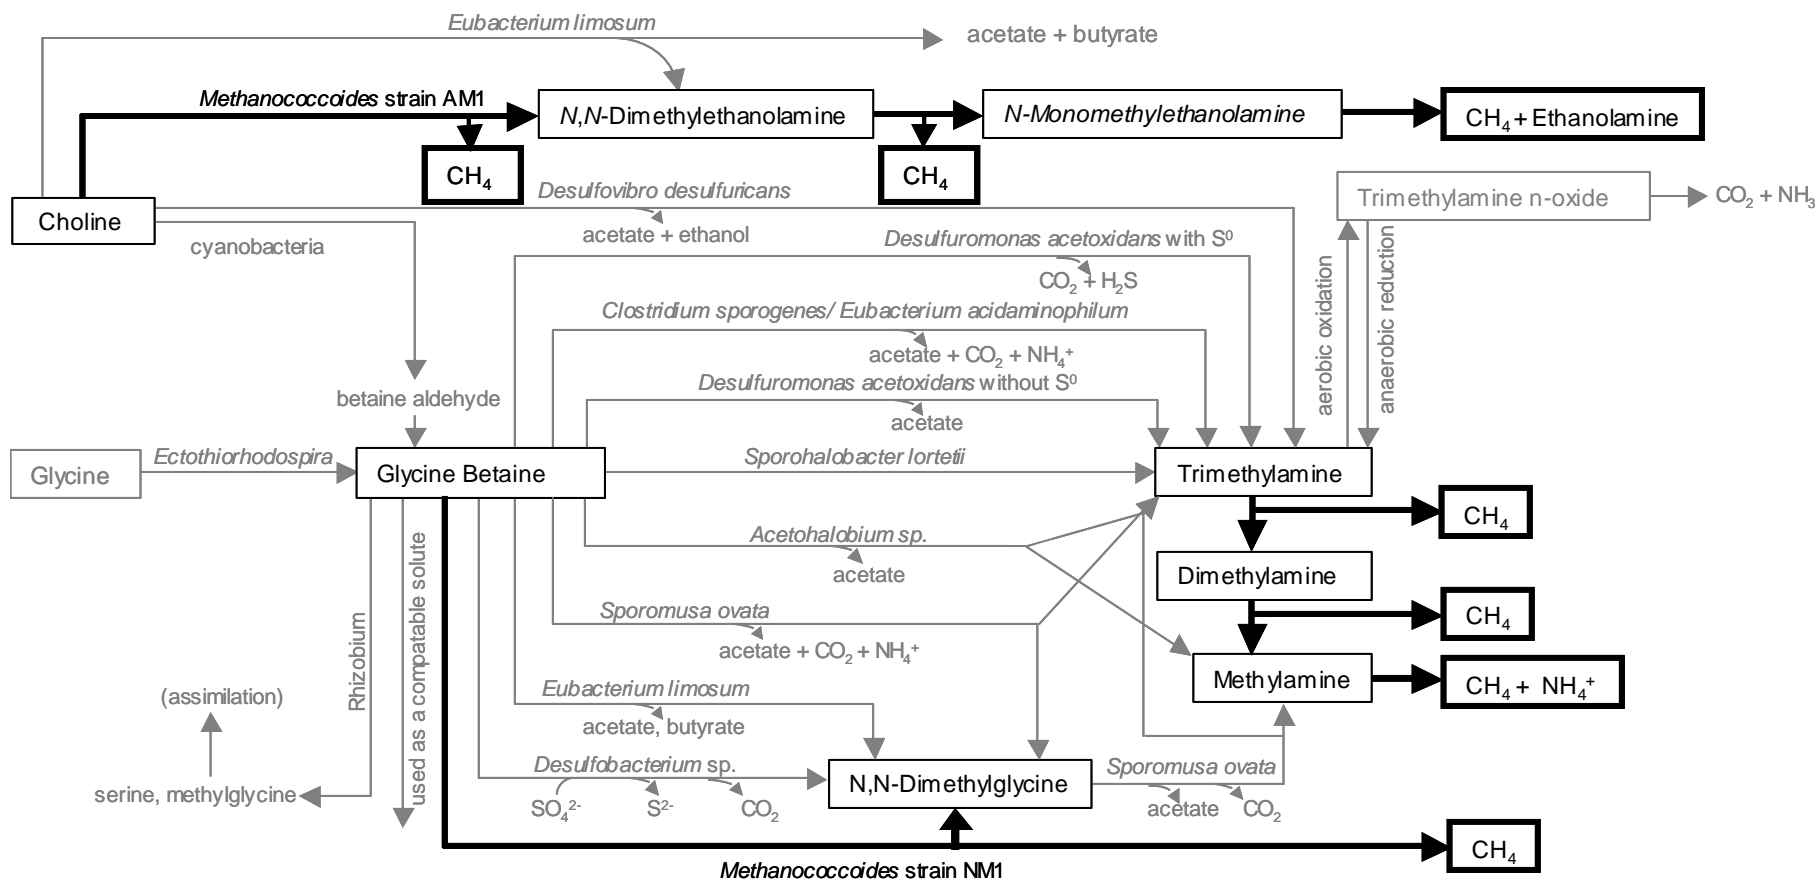 Eubacterium limosum
acetate + butyrate
Methanococcoides strain AM1
N,N-Dimethylethanolamine
N-Monomethylethanolamine
CH₄ + Ethanolamine
CH₄
CH₄
Desulfovibro desulfuricans
Trimethylamine n-oxide
CO₂ + NH₃
Choline
acetate + ethanol
cyanobacteria
Desulfuromonas acetoxidans with S⁰
CO₂ + H₂S
aerobic oxidation
anaerobic reduction
Clostridium sporogenes/ Eubacterium acidaminophilum
acetate + CO₂ + NH₄⁺
Desulfuromonas acetoxidans without S⁰
betaine aldehyde
acetate
Glycine
Ectothiorhodospira
Glycine Betaine
Sporohalobacter lortetii
Trimethylamine
CH₄
Acetohalobium sp.
acetate
Dimethylamine
CH₄
Rhizobium
used as a compatable solute
Sporomusa ovata
acetate + CO₂ + NH₄⁺
Methylamine
CH₄ + NH₄⁺
(assimilation)
Eubacterium limosum
acetate, butyrate
serine, methylglycine
Desulfobacterium sp.
SO₄²⁻
S²⁻
CO₂
N,N-Dimethylglycine
Sporomusa ovata
acetate
CO₂
CH₄
Methanococcoides strain NM1